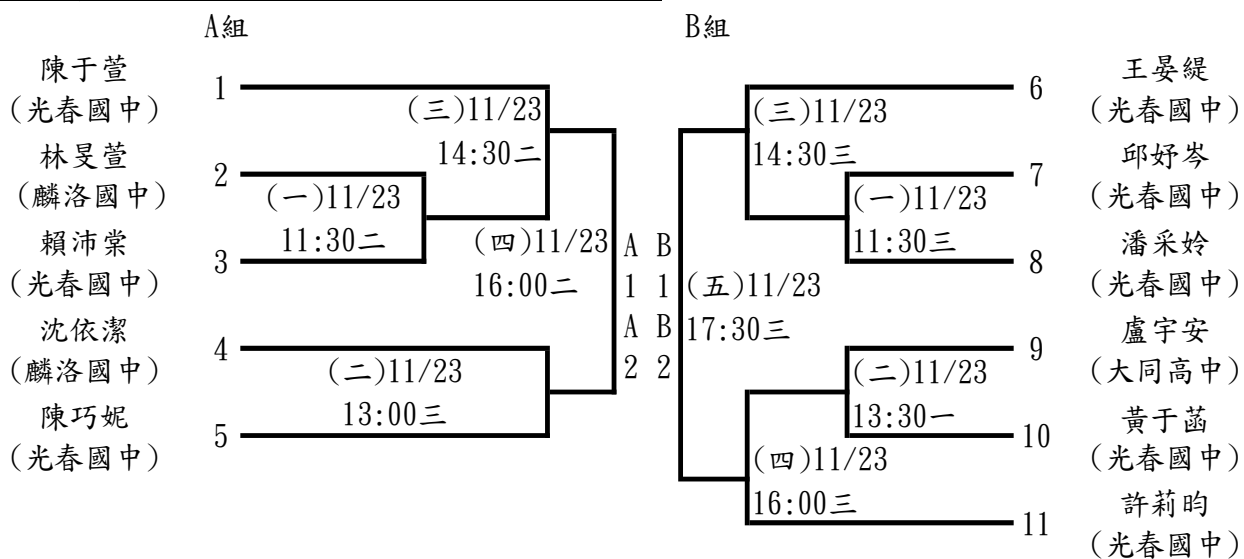 A組
陳于萱
(光春國中)
1
(三)11/23
14:30二
林旻萱
(麟洛國中)
2
(一)11/23
11:30二
賴沛棠
(光春國中)
3
(四)11/23
16:00二
沈依潔
(麟洛國中)
4
(二)11/23
13:00三
陳巧妮
(光春國中)
5
A1
A2
B組
B1
B2
王晏緹
(光春國中)
6
(三)11/23
14:30三
邱妤岑
(光春國中)
7
(一)11/23
11:30三
潘采姈
(光春國中)
8
(五)11/23
17:30三
盧宇安
(大同高中)
9
(二)11/23
13:30一
黃于菡
(光春國中)
10
(四)11/23
16:00三
許莉昀
(光春國中)
11